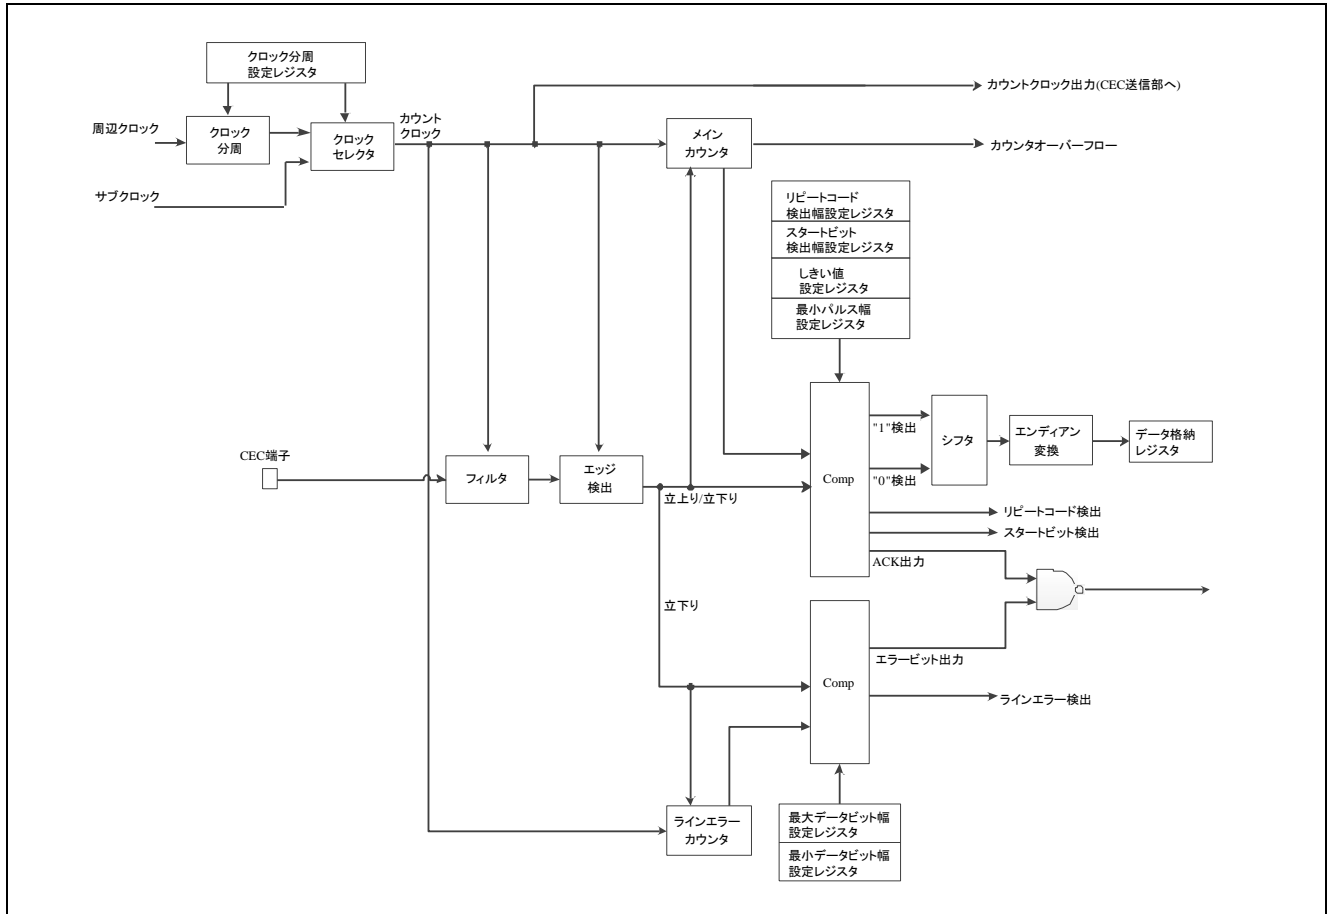 クロック分周
設定レジスタ
カウントクロック出力(CEC送信部へ)
周辺クロック
クロック
分周
クロック
セレクタ
カウント
クロック
メイン
カウンタ
カウンタオーバーフロー
サブクロック
リピートコード
検出幅設定レジスタ
スタートビット
検出幅設定レジスタ
しきい値
設定レジスタ
最小パルス幅
設定レジスタ
CEC端子
フィルタ
エッジ
検出
立上り/立下り
Comp
"1"検出
"0"検出
シフタ
エンディアン
変換
データ格納
レジスタ
リピートコード検出
スタートビット検出
ACK出力
立下り
Comp
エラービット出力
ラインエラー検出
ラインエラー
カウンタ
最大データビット幅
設定レジスタ
最小データビット幅
設定レジスタ